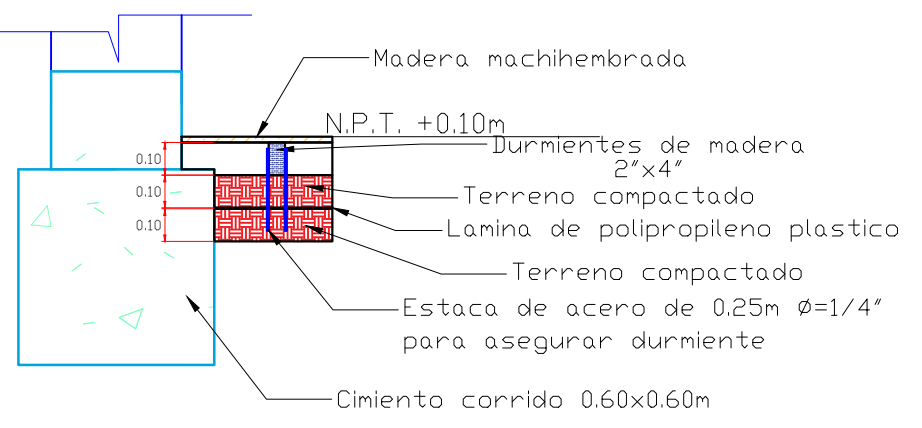 Madera machihembrada
N.P.T. +0.10m
Durmientes de madera
2"x4"
0.10
0.10
Terreno compactado
0.10
Lamina de polipropileno plastico
Terreno compactado
Estaca de acero de 0.25m Ø=1/4"
para asegurar durmiente
Cimiento corrido 0.60x0.60m